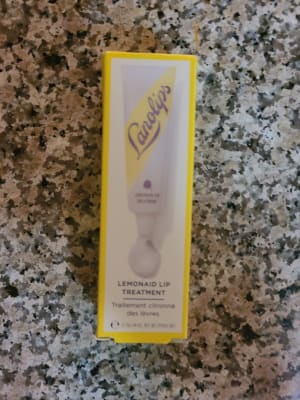 Lanolips
LEMONAID LIP
TREATMENT
Traitement citronné
des lèvres